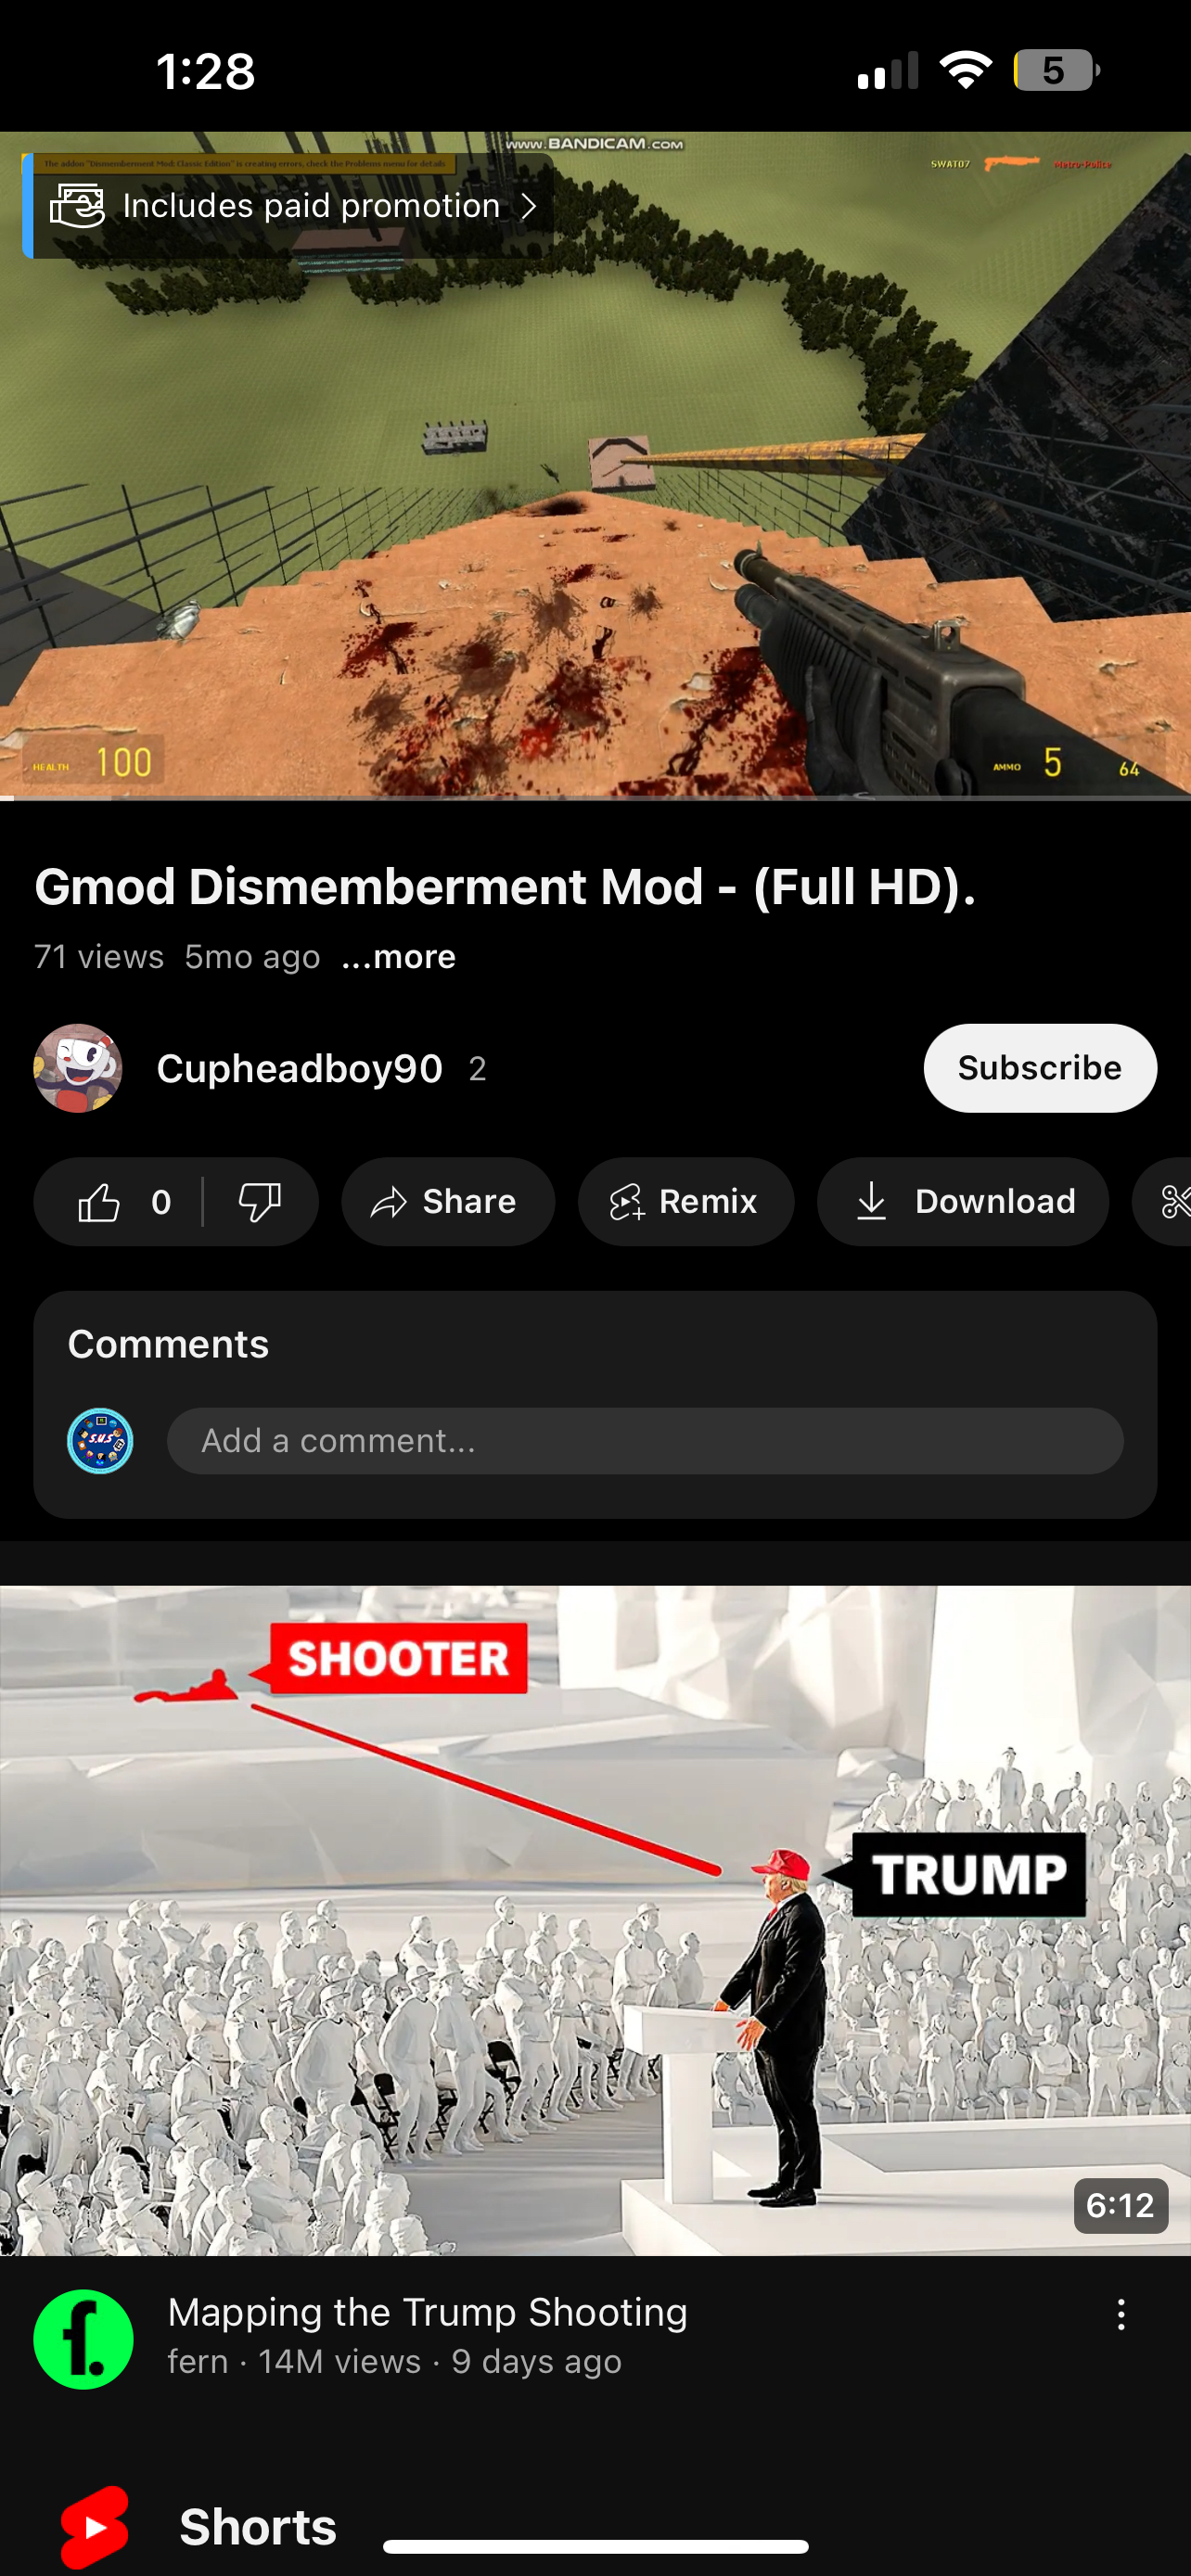 1:28
5
www.BANDICAM.com
The addon "Dismemberment Mod: Classic Edition" is creating errors, check the Problems menu for details
SWAT07 Metro-Police
Includes paid promotion
HEALTH 100
AMMO 5 64
Gmod Dismemberment Mod - (Full HD).
71 views 5mo ago ...more
Cupheadboy90 2
Subscribe
0
Share
Remix
Download
Comments
S.U.S
Add a comment...
SHOOTER
TRUMP
6:12
f.
Mapping the Trump Shooting
fern · 14M views · 9 days ago
Shorts